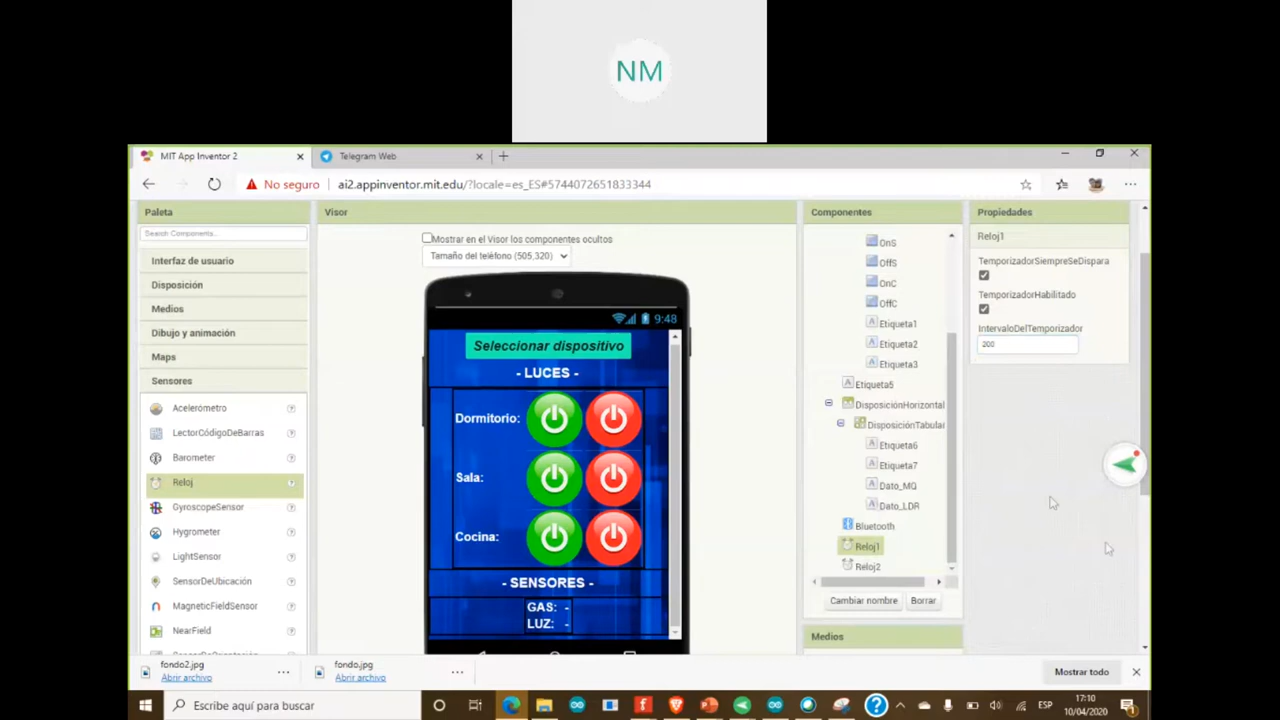 NM
MIT App Inventor 2
Telegram Web
No seguro
ai2.appinventor.mit.edu/?locale=es_ES#5744072651833344
Paleta
Visor
Componentes
Propiedades
Search Components...
Interfaz de usuario
Disposición
Medios
Dibujo y animación
Maps
Sensores
Acelerómetro
LectorCódigoDeBarras
Barometer
Reloj
GyroscopeSensor
Hygrometer
LightSensor
SensorDeUbicación
MagneticFieldSensor
NearField
Mostrar en el Visor los componentes ocultos
Tamaño del teléfono (505,320)
9:48
Seleccionar dispositivo
- LUCES -
Dormitorio:
Sala:
Cocina:
- SENSORES -
GAS: -
LUZ: -
OnS
OffS
OnC
OffC
Etiqueta1
Etiqueta2
Etiqueta3
Etiqueta5
DisposiciónHorizontal
DisposiciónTabular
Etiqueta6
Etiqueta7
Dato_MQ
Dato_LDR
Bluetooth
Reloj1
Reloj2
Cambiar nombre
Borrar
Medios
Reloj1
TemporizadorSiempreSeDispara
TemporizadorHabilitado
IntervaloDelTemporizador
200
fondo2.jpg
Abrir archivo
fondo.jpg
Abrir archivo
Mostrar todo
Escribe aquí para buscar
ESP
17:10
10/04/2020